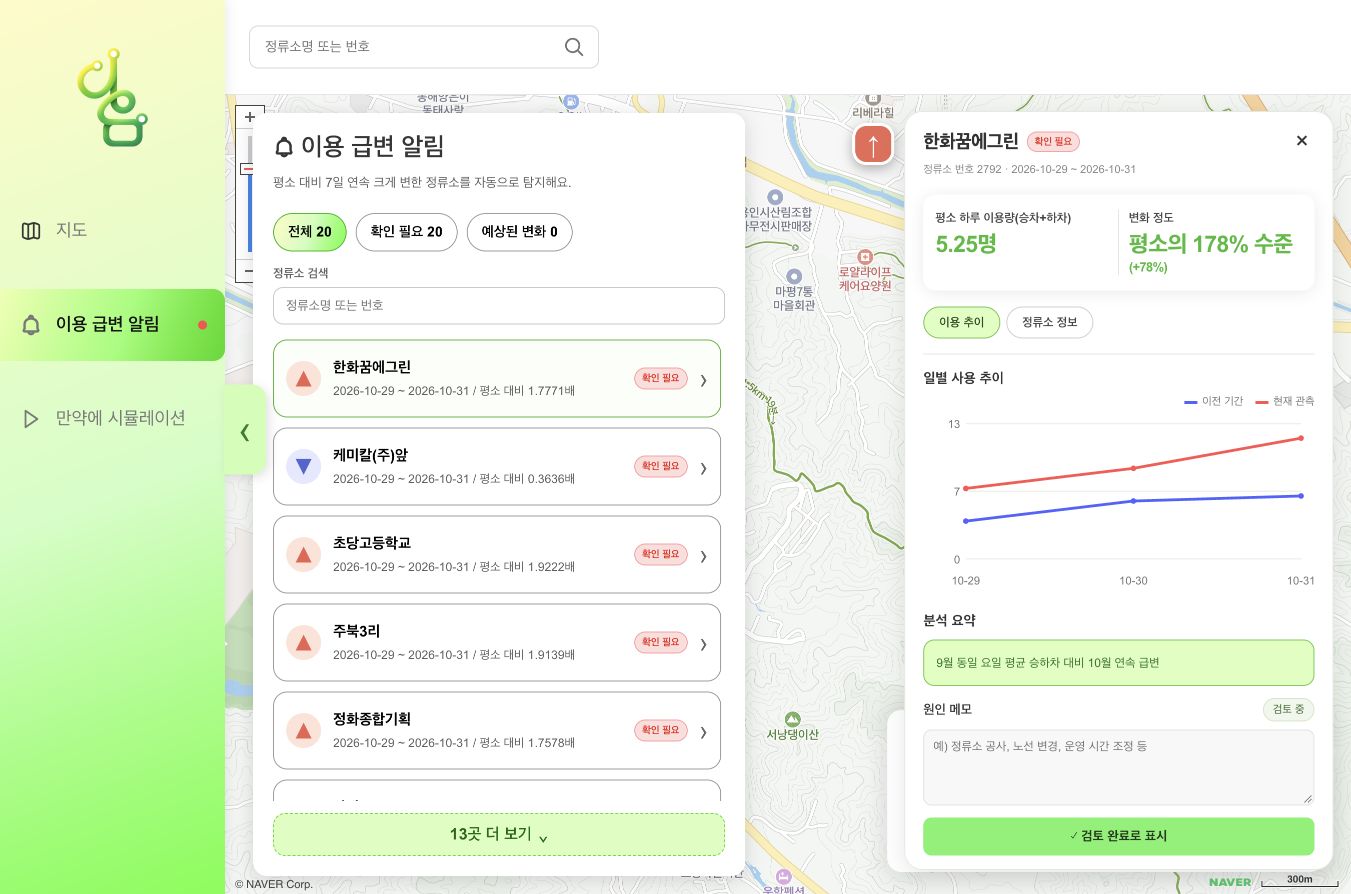 정류소명 또는 번호
지도
이용 급변 알림
만약에 시뮬레이션
이용 급변 알림
평소 대비 7일 연속 크게 변한 정류소를 자동으로 탐지해요.
전체 20
확인 필요 20
예상된 변화 0
정류소 검색
정류소명 또는 번호
한화꿈에그린
2026-10-29 ~ 2026-10-31 / 평소 대비 1.7771배
확인 필요
케미칼(주)앞
2026-10-29 ~ 2026-10-31 / 평소 대비 0.3636배
확인 필요
초당고등학교
2026-10-29 ~ 2026-10-31 / 평소 대비 1.9222배
확인 필요
주북3리
2026-10-29 ~ 2026-10-31 / 평소 대비 1.9139배
확인 필요
정화종합기획
2026-10-29 ~ 2026-10-31 / 평소 대비 1.7578배
확인 필요
13곳 더 보기
© NAVER Corp.
리베라힐
용인시산림조합
나무전시판매장
로얄라이프
케어요양원
마평7통
마을회관
서낭댕이산
우학펜션
한화꿈에그린
확인 필요
정류소 번호 2792 · 2026-10-29 ~ 2026-10-31
평소 하루 이용량(승차+하차)
5.25명
변화 정도
평소의 178% 수준
(+78%)
이용 추이
정류소 정보
일별 사용 추이
이전 기간
현재 관측
13
7
0
10-29
10-30
10-31
분석 요약
9월 동일 요일 평균 승하차 대비 10월 연속 급변
원인 메모
검토 중
예) 정류소 공사, 노선 변경, 운영 시간 조정 등
✓ 검토 완료로 표시
NAVER
300m